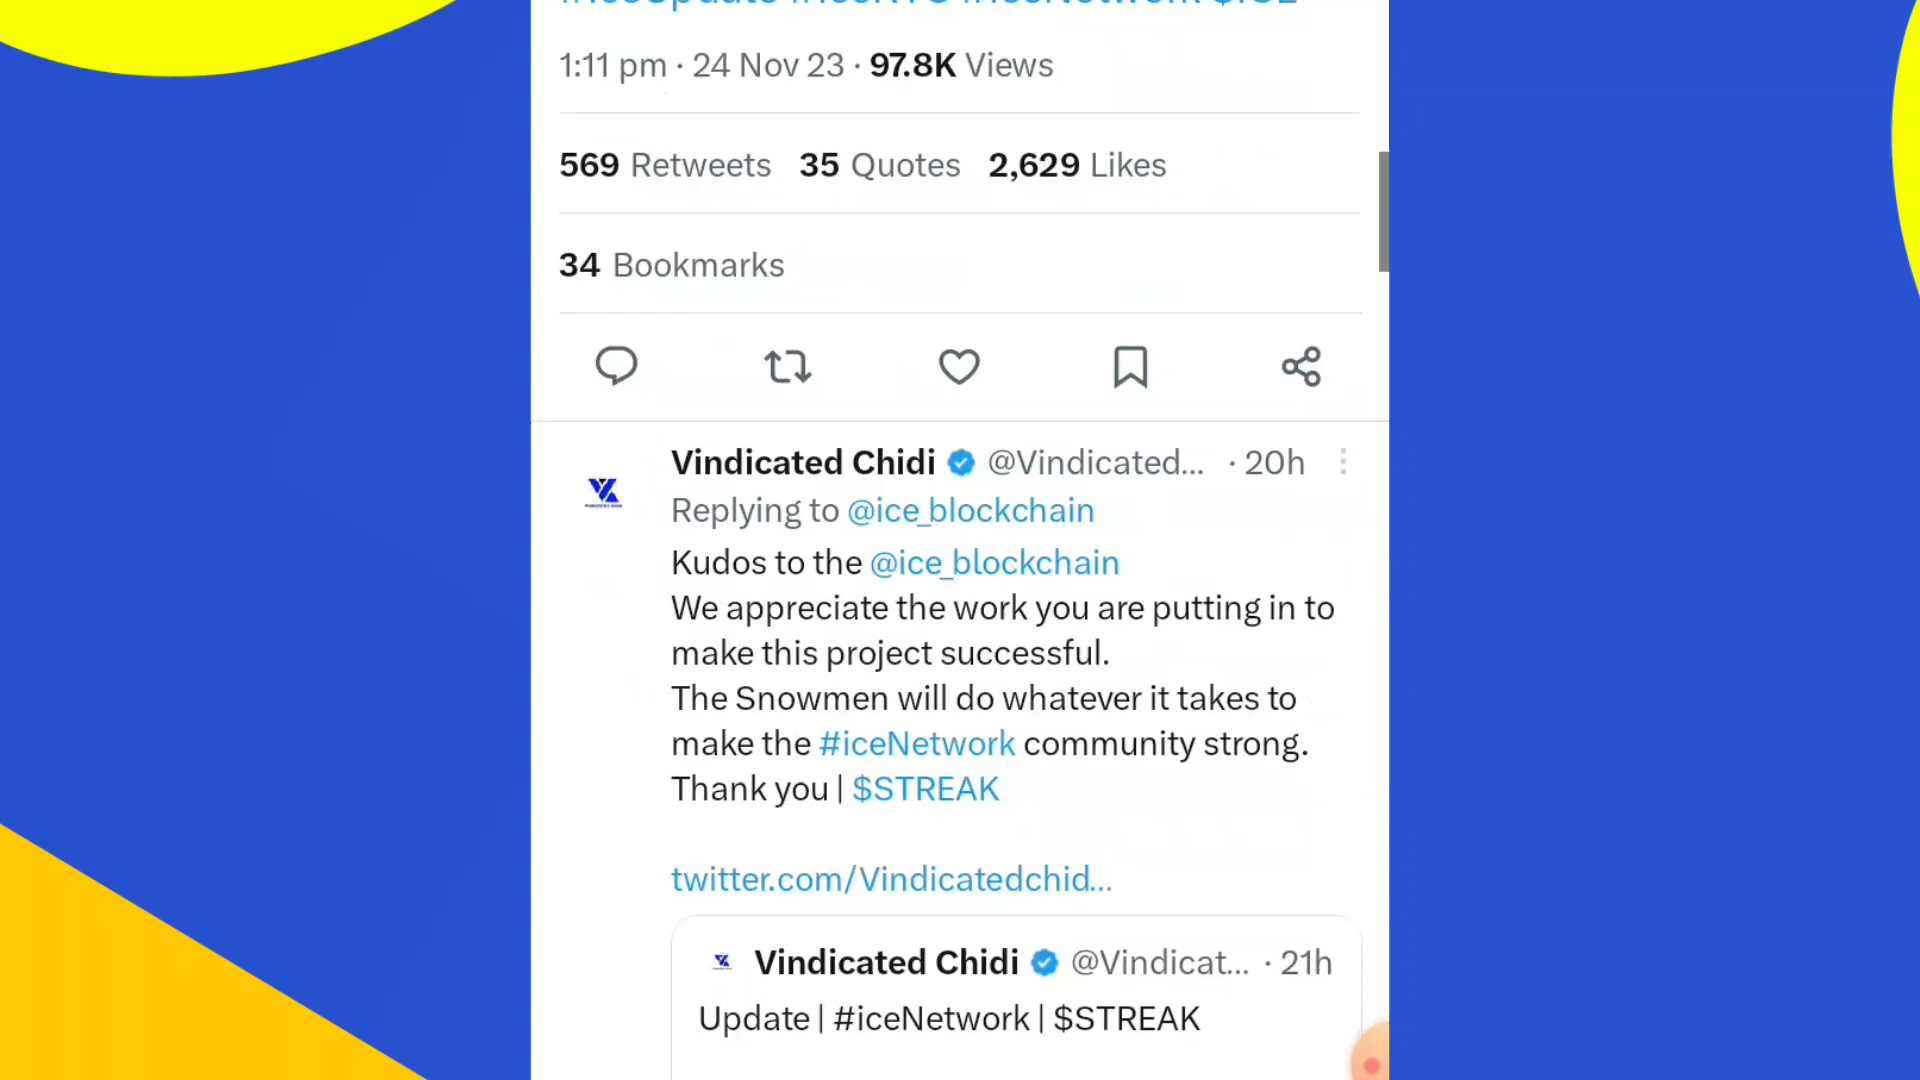 1:11 pm · 24 Nov 23 · 97.8K Views
569 Retweets 35 Quotes 2,629 Likes
34 Bookmarks
Vindicated Chidi @Vindicated... · 20h
Replying to @ice_blockchain
Kudos to the @ice_blockchain
We appreciate the work you are putting in to
make this project successful.
The Snowmen will do whatever it takes to
make the #iceNetwork community strong.
Thank you | $STREAK
twitter.com/Vindicatedchid...
Vindicated Chidi @Vindicat... · 21h
Update | #iceNetwork | $STREAK